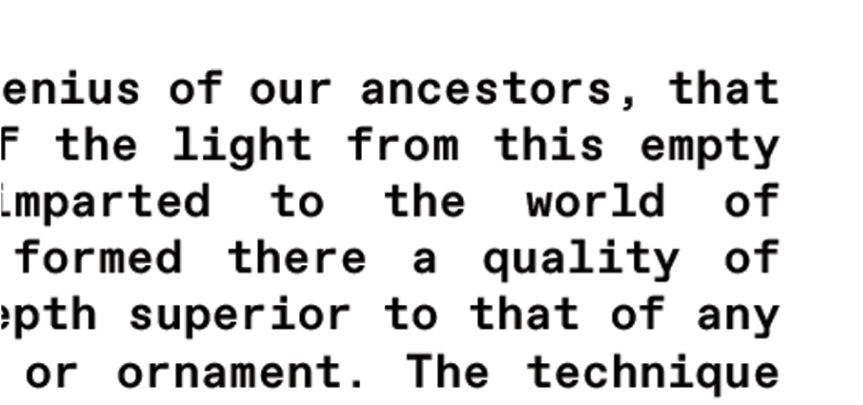 enius of our ancestors, that
the light from this empty
imparted to the world of
formed there a quality of
epth superior to that of any
or ornament. The technique